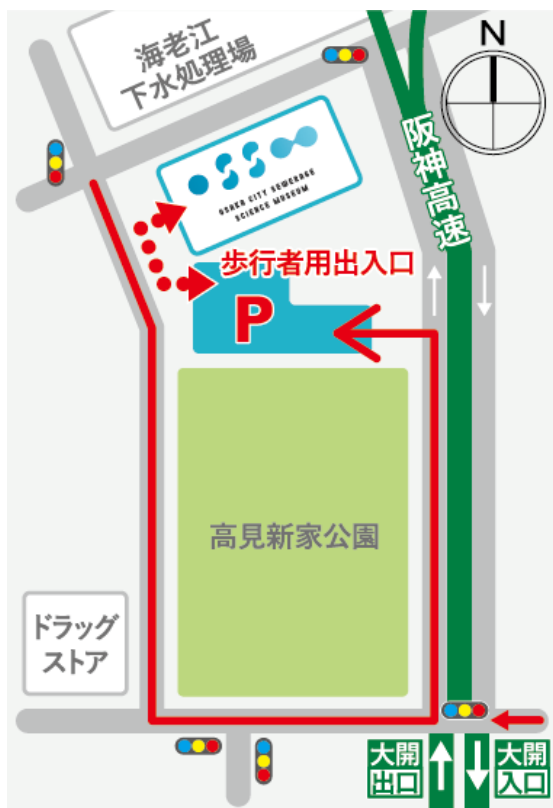 海老江
下水処理場
N
OSAKA CITY SEWERAGE
SCIENCE MUSEUM
阪神高速
歩行者用出入口
P
高見新家公園
ドラッグ
ストア
大開
出口
大開
入口